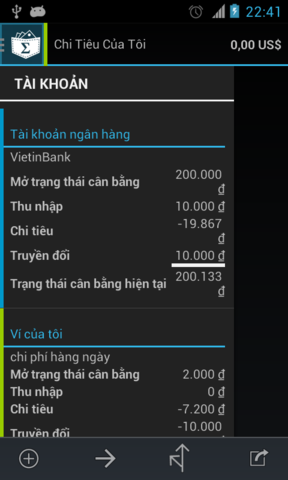 22:41
Σ
Chi Tiêu Của Tôi 0,00 US$
TÀI KHOẢN
Tài khoản ngân hàng
VietinBank
Mở trạng thái cân bằng 200.000 ₫
Thu nhập 10.000 ₫
Chi tiêu -19.867 ₫
Truyền đổi 10.000 ₫
Trạng thái cân bằng hiện tại 200.133 ₫
Ví của tôi
chi phí hàng ngày
Mở trạng thái cân bằng 2.000 ₫
Thu nhập 0 ₫
Chi tiêu -7.200 ₫
Truyền đổi -10.000